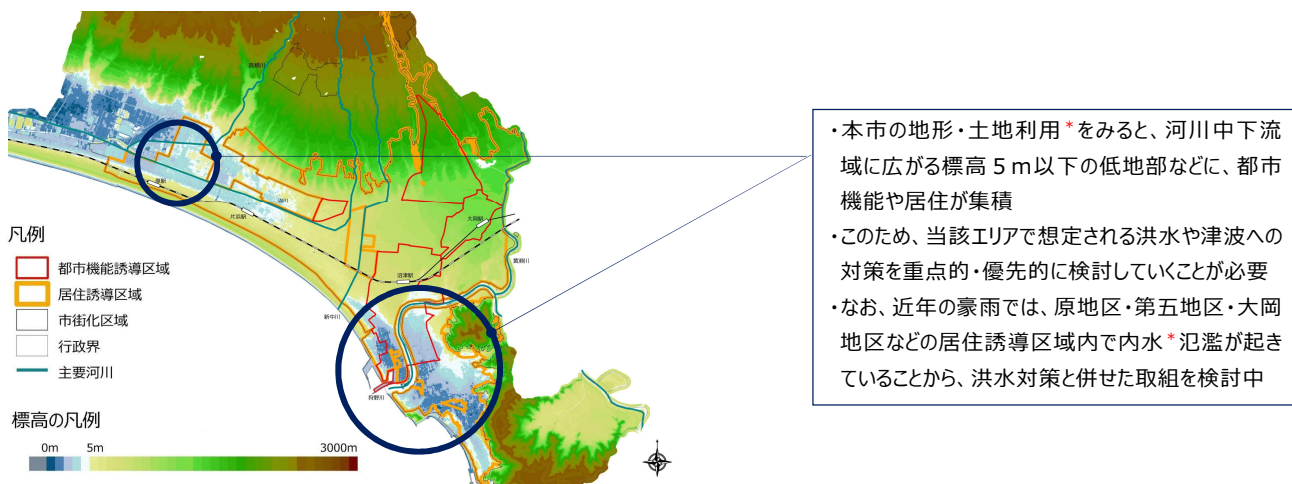 高橋川
原駅
沼川
片浜駅
大岡駅
黄瀬川
沼津駅
新中川
狩野川
凡例
都市機能誘導区域
居住誘導区域
市街化区域
行政界
主要河川
標高の凡例
0m 5m 3000m
・本市の地形・土地利用*をみると、河川中下流
域に広がる標高5m以下の低地部などに、都市
機能や居住が集積
・このため、当該エリアで想定される洪水や津波への
対策を重点的・優先的に検討していくことが必要
・なお、近年の豪雨では、原地区・第五地区・大岡
地区などの居住誘導区域内で内水*氾濫が起き
ていることから、洪水対策と併せた取組を検討中